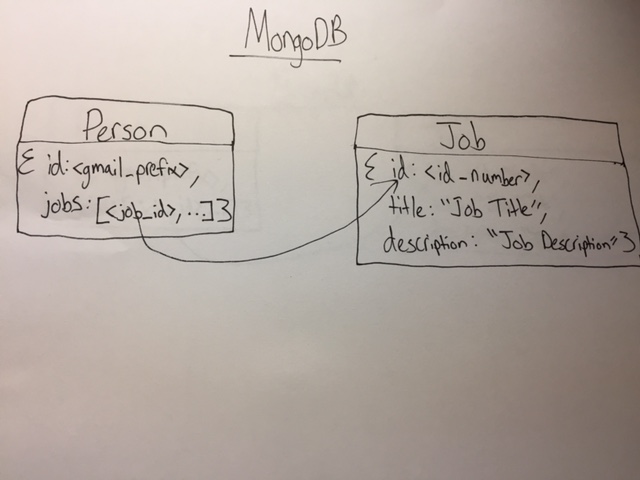 MongoDB
Person
{ id: <gmail_prefix>,
jobs: [<job_id>, ...] }
Job
{ id: <id_number>,
title: "Job Title",
description: "Job Description" }